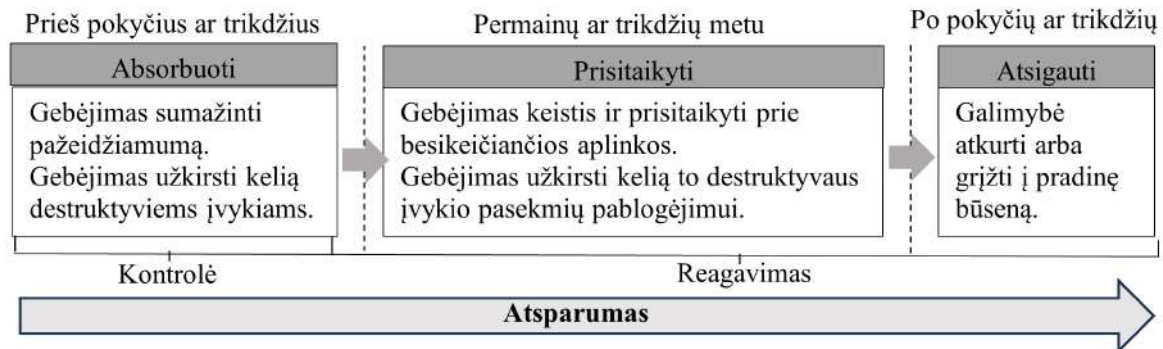 Prieš pokyčius ar trikdžius
Permainų ar trikdžių metu
Po pokyčių ar trikdžių
Absorbuoti
Gebėjimas sumažinti
pažeidžiamumą.
Gebėjimas užkirsti kelią
destruktyviems įvykiams.
Prisitaikyti
Gebėjimas keistis ir prisitaikyti prie
besikeičiančios aplinkos.
Gebėjimas užkirsti kelią to destruktyvaus
įvykio pasekmių pablogėjimui.
Atsigauti
Galimybė
atkurti arba
grįžti į pradinę
būseną.
Kontrolė
Reagavimas
Atsparumas